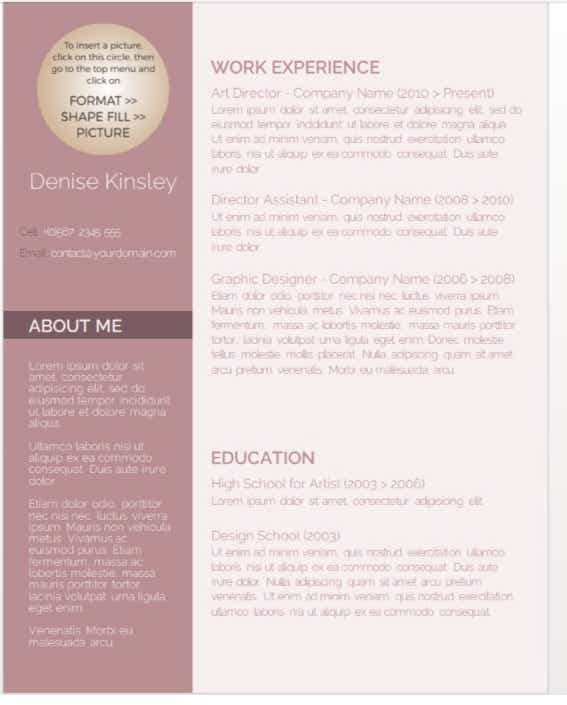 To insert a picture,
click on this circle, then
go to the top menu and
click on
FORMAT >>
SHAPE FILL >>
PICTURE
Denise Kinsley
Cell: +(0)567 2345 555
Email: contact@yourdomain.com
ABOUT ME
Lorem ipsum dolor sit
amet, consectetur
adipisicing elit, sed do
eiusmod tempor incididunt
ut labore et dolore magna
aliqua.
Ullamco laboris nisi ut
aliquip ex ea commodo
consequat. Duis aute irure
dolor.
Etiam dolor odio, porttitor
nec nisi nec, luctus viverra
ipsum. Mauris non vehicula
metus. Vivamus ac
euismod purus. Etiam
fermentum, massa ac
lobortis molestie, massa
mauris porttitor tortor,
lacinia volutpat urna ligula
eget enim.
Venenatis. Morbi eu
malesuada arcu.
WORK EXPERIENCE
Art Director - Company Name (2010 > Present)
Lorem ipsum dolor sit amet, consectetur adipisicing elit, sed do
eiusmod tempor incididunt ut labore et dolore magna aliqua.
Ut enim ad minim veniam, quis nostrud exercitation ullamco
laboris nisi ut aliquip ex ea commodo consequat. Duis aute
irure dolor.
Director Assistant - Company Name (2008 > 2010)
Ut enim ad minim veniam, quis nostrud exercitation ullamco
laboris nisi ut aliquip ex ea commodo consequat. Duis aute
irure dolor.
Graphic Designer - Company Name (2006 > 2008)
Etiam dolor odio, porttitor nec nisi nec, luctus viverra ipsum.
Mauris non vehicula metus. Vivamus ac euismod purus. Etiam
fermentum, massa ac lobortis molestie, massa mauris porttitor
tortor, lacinia volutpat urna ligula eget enim. Donec molestie
tellus molestie mollis placerat. Nulla adipiscing quam sit amet
arcu pretium venenatis. Morbi eu malesuada arcu.
EDUCATION
High School for Artist (2003 > 2006)
Lorem ipsum dolor sit amet, consectetur adipisicing elit.
Design School (2003)
Ut enim ad minim veniam, quis nostrud exercitation ullamco
laboris nisi ut aliquip ex ea commodo consequat. Duis aute
irure dolor. Nulla adipiscing quam sit amet arcu pretium
venenatis. Ut enim ad minim veniam, quis nostrud exercitation
ullamco laboris nisi ut aliquip ex ea commodo consequat.